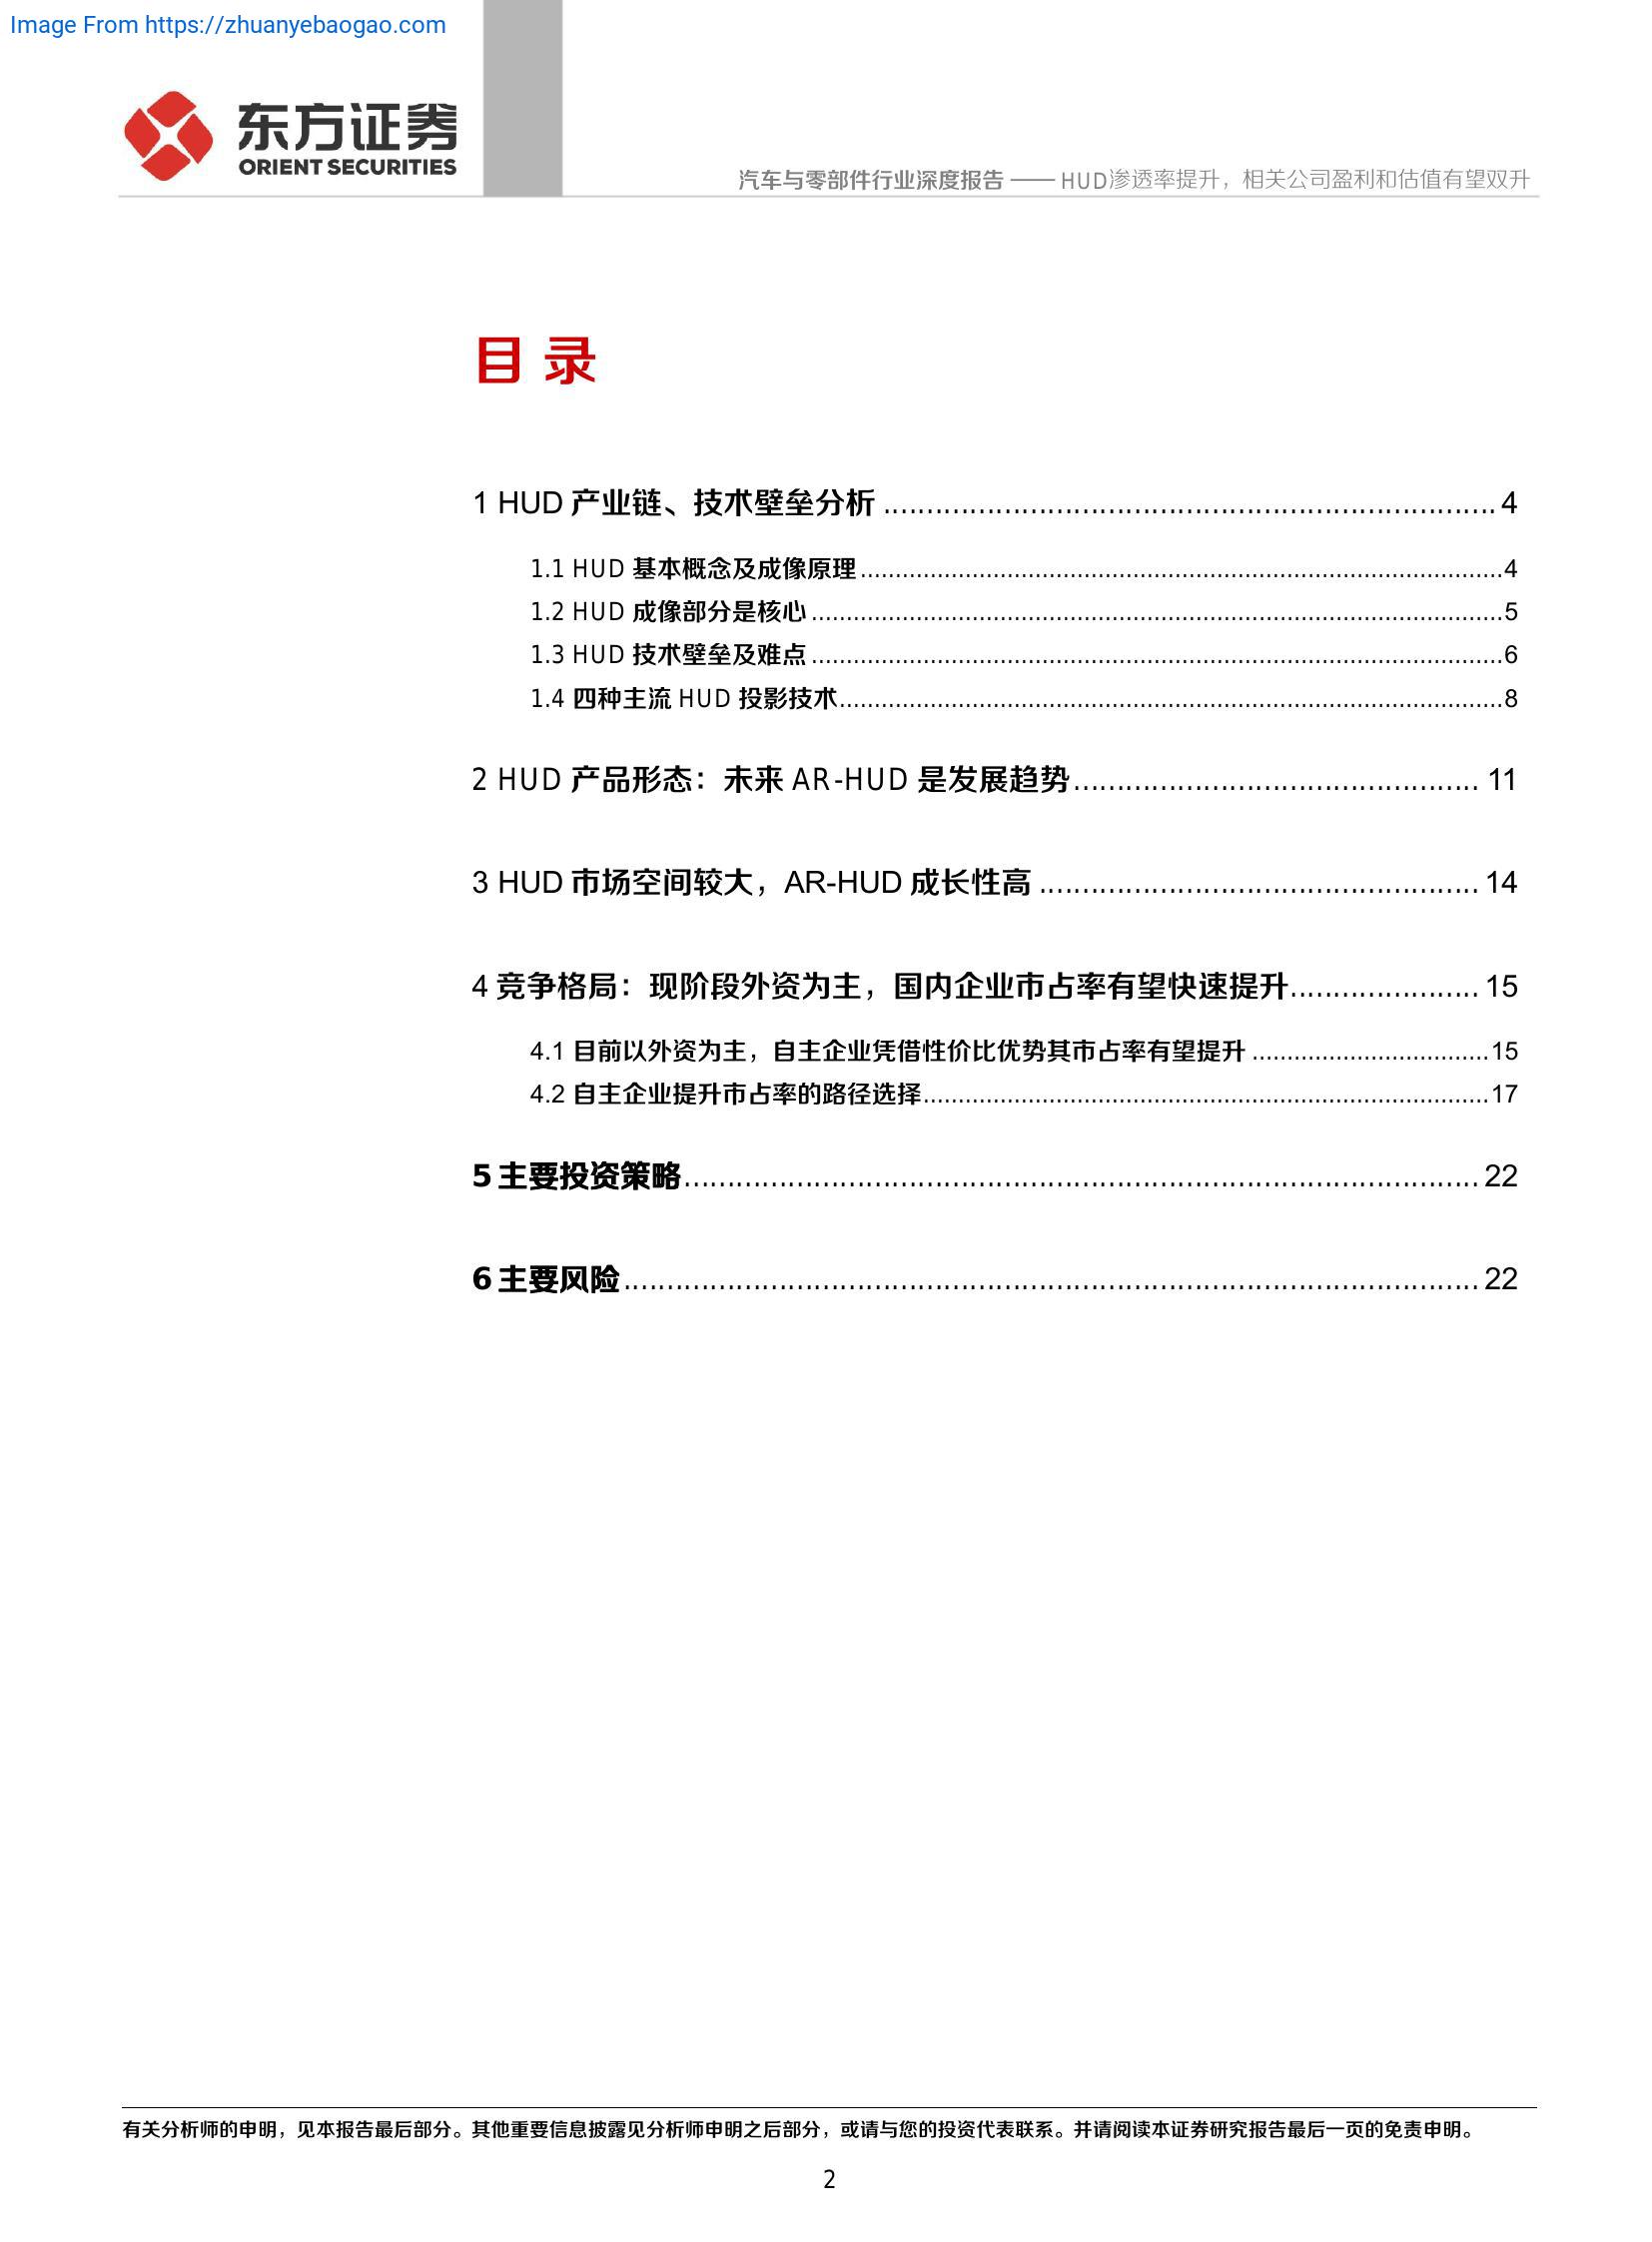 Image From https://zhuanyebaogao.com
东方证券
ORIENT SECURITIES
汽车与零部件行业深度报告 —— HUD渗透率提升，相关公司盈利和估值有望双升
目 录
1 HUD 产业链、技术壁垒分析 ........................................................................ 4
1.1 HUD 基本概念及成像原理 ............................................................................................4
1.2 HUD 成像部分是核心 ...................................................................................................5
1.3 HUD 技术壁垒及难点 ...................................................................................................6
1.4 四种主流 HUD 投影技术...............................................................................................8
2 HUD 产品形态：未来 AR-HUD 是发展趋势............................................... 11
3 HUD 市场空间较大，AR-HUD 成长性高 ................................................... 14
4 竞争格局：现阶段外资为主，国内企业市占率有望快速提升...................... 15
4.1 目前以外资为主，自主企业凭借性价比优势其市占率有望提升 ..................................15
4.2 自主企业提升市占率的路径选择.................................................................................17
5 主要投资策略............................................................................................ 22
6 主要风险................................................................................................... 22
有关分析师的申明，见本报告最后部分。其他重要信息披露见分析师申明之后部分，或请与您的投资代表联系。并请阅读本证券研究报告最后一页的免责申明。
2